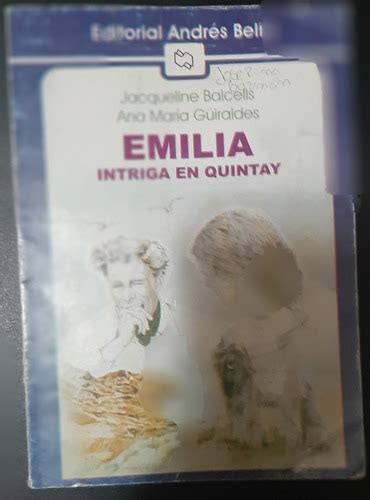 Editorial Andrés Bell
Jacqueline Balcells
Ana María Güiraldes
EMILIA
INTRIGA EN QUINTAY